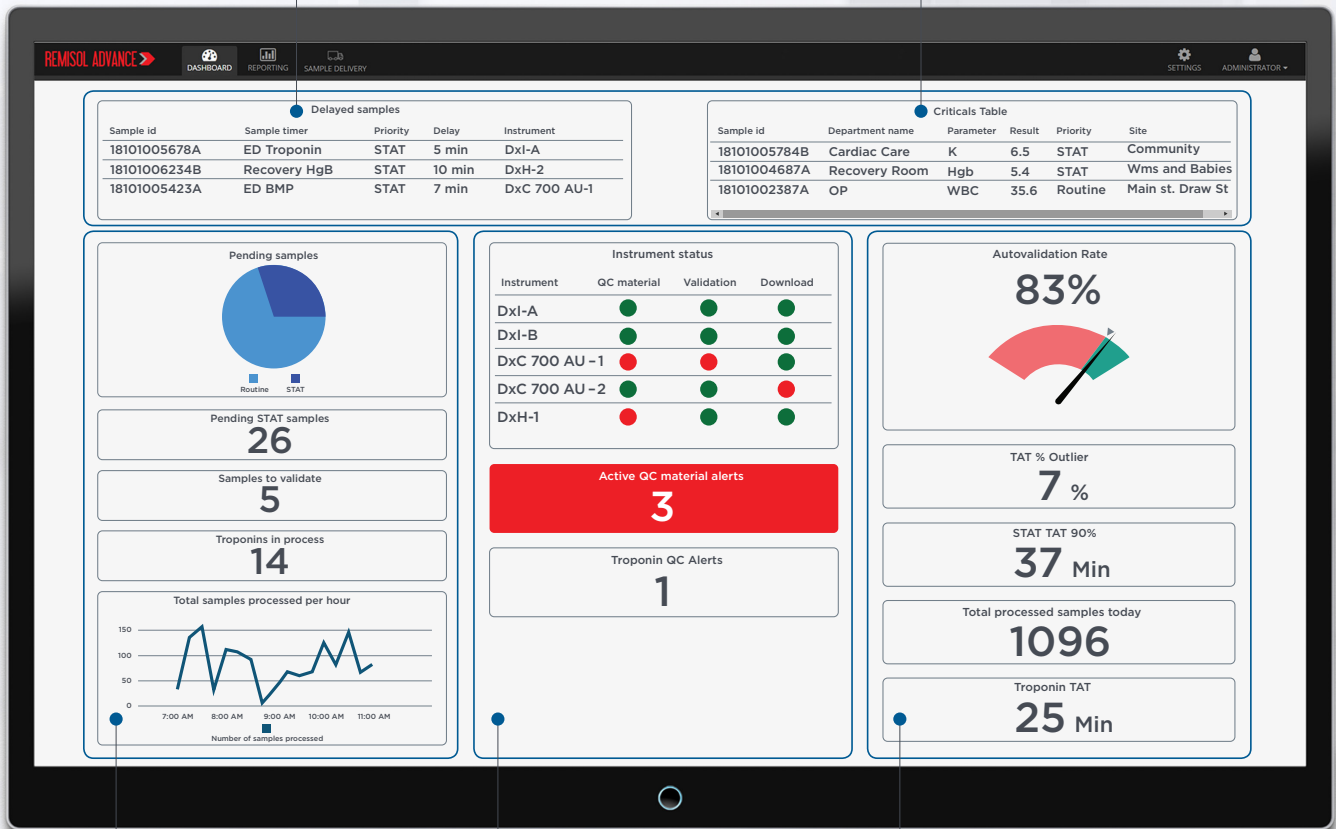 REMISOL ADVANCE
DASHBOARD
REPORTING
SAMPLE DELIVERY
SETTINGS
ADMINISTRATOR
Delayed samples
Sample id Sample timer Priority Delay Instrument
18101005678A ED Troponin STAT 5 min DxI-A
18101006234B Recovery HgB STAT 10 min DxH-2
18101005423A ED BMP STAT 7 min DxC 700 AU-1
Criticals Table
Sample id Department name Parameter Result Priority Site
18101005784B Cardiac Care K 6.5 STAT Community
18101004687A Recovery Room Hgb 5.4 STAT Wms and Babies
18101002387A OP WBC 35.6 Routine Main st. Draw St
Pending samples
Routine STAT
Pending STAT samples
26
Samples to validate
5
Troponins in process
14
Total samples processed per hour
150
100
50
0
7:00 AM 8:00 AM 9:00 AM 10:00 AM 11:00 AM
Number of samples processed
Instrument status
Instrument QC material Validation Download
DxI-A
DxI-B
DxC 700 AU -1
DxC 700 AU -2
DxH-1
Active QC material alerts
3
Troponin QC Alerts
1
Autovalidation Rate
83%
TAT % Outlier
7 %
STAT TAT 90%
37 Min
Total processed samples today
1096
Troponin TAT
25 Min